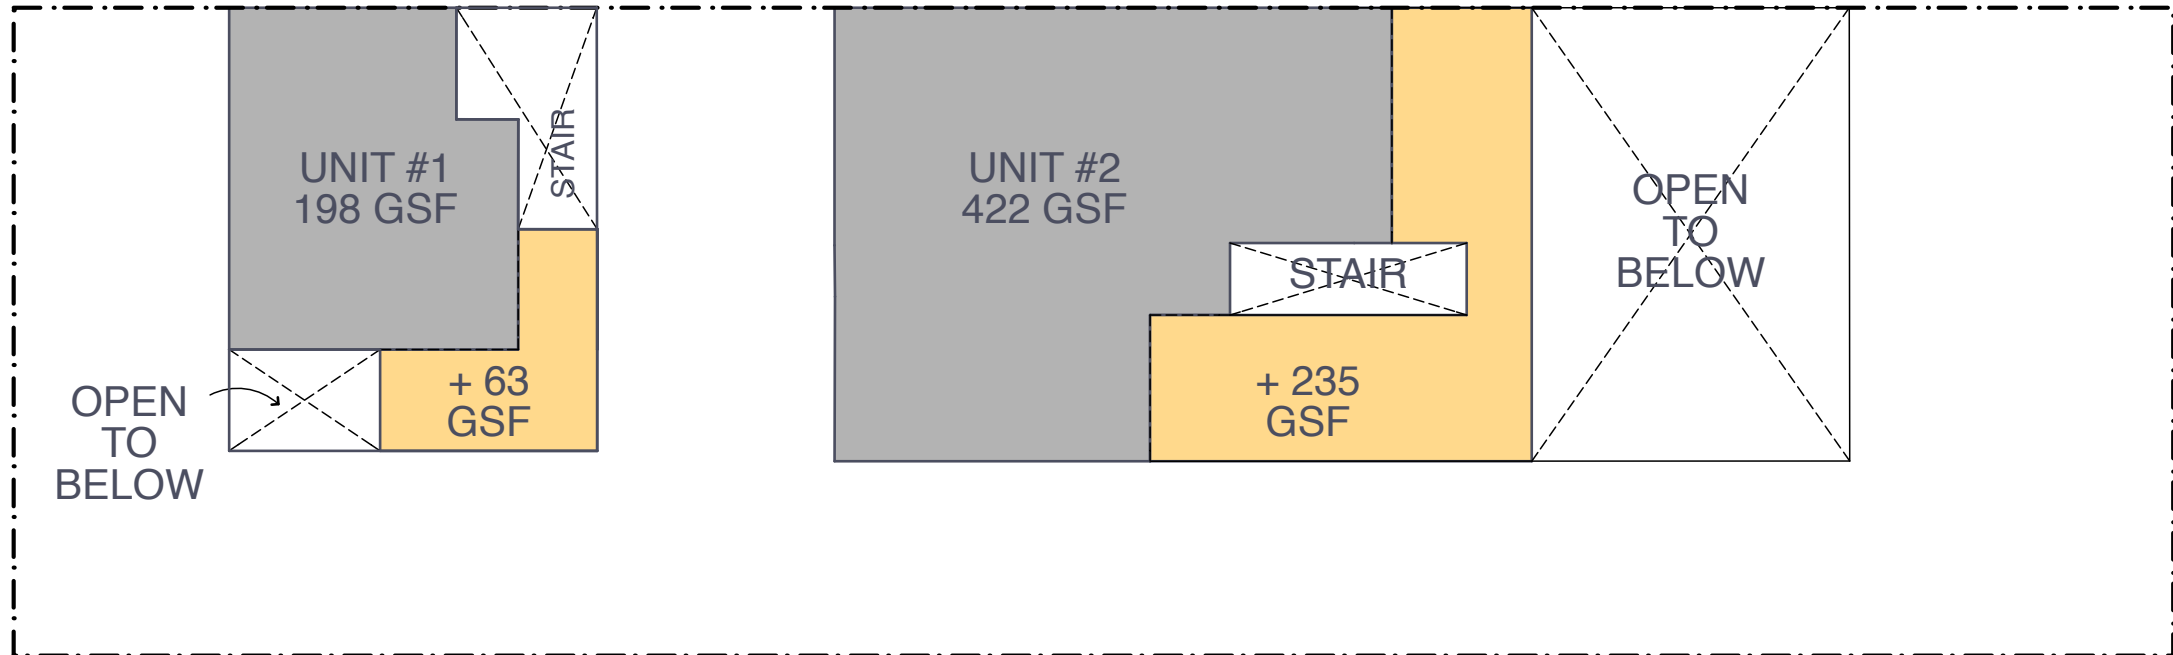 UNIT #1
198 GSF
STAIR
+ 63
GSF
OPEN
TO
BELOW
UNIT #2
422 GSF
STAIR
+ 235
GSF
OPEN
TO
BELOW